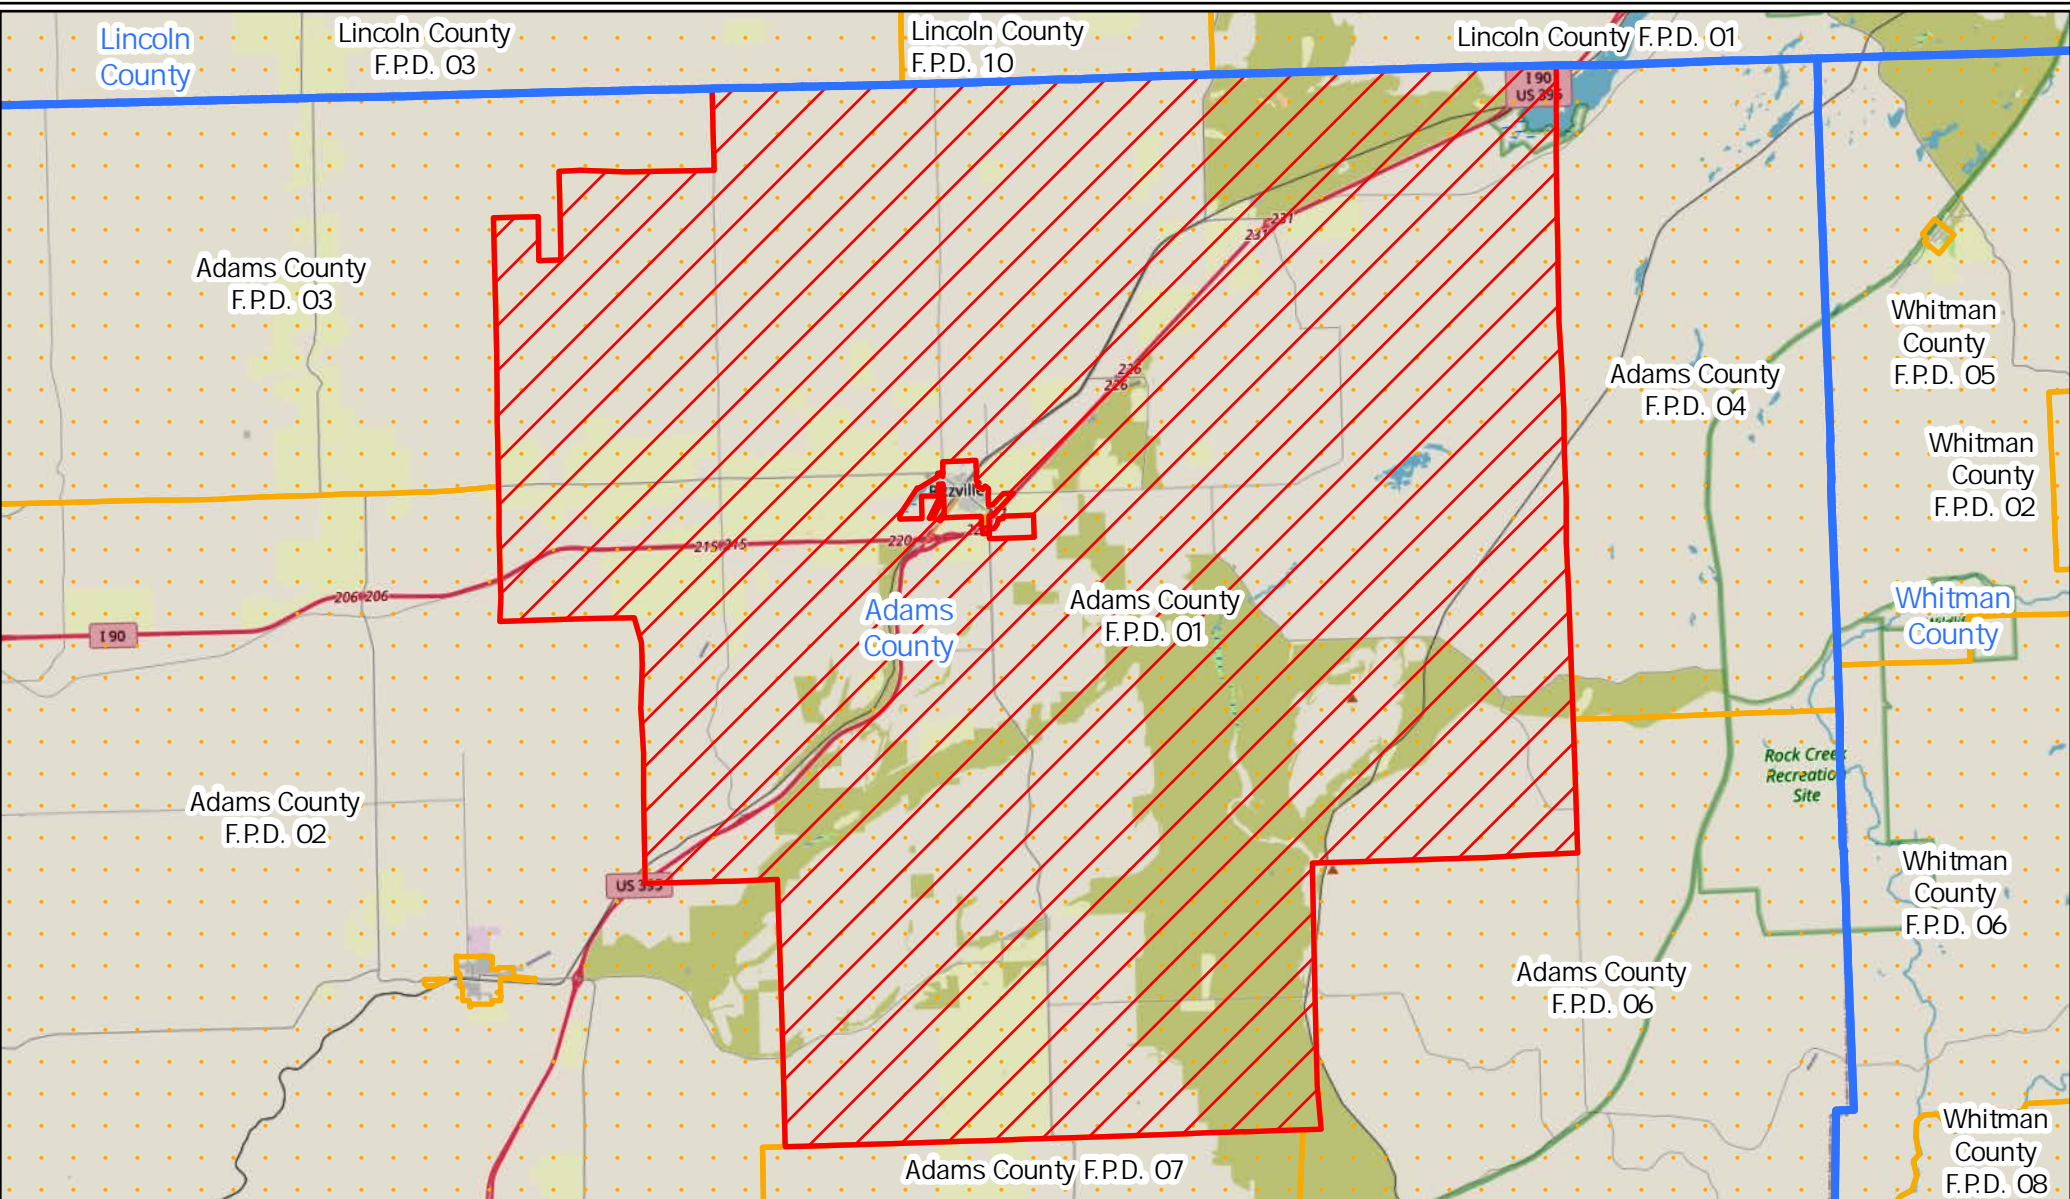 Lincoln
County
Lincoln County
F.P.D. 03
Lincoln County
F.P.D. 10
Lincoln County F.P.D. 01
I 90
US 395
Adams County
F.P.D. 03
231
231
226
226
Whitman
County
F.P.D. 05
Adams County
F.P.D. 04
Whitman
County
F.P.D. 02
Ritzville
215 215
220
206 206
I 90
Adams
County
Adams County
F.P.D. 01
Whitman
County
Rock Creek
Recreation
Site
Adams County
F.P.D. 02
US 395
Whitman
County
F.P.D. 06
Adams County
F.P.D. 06
Whitman
County
F.P.D. 08
Adams County F.P.D. 07